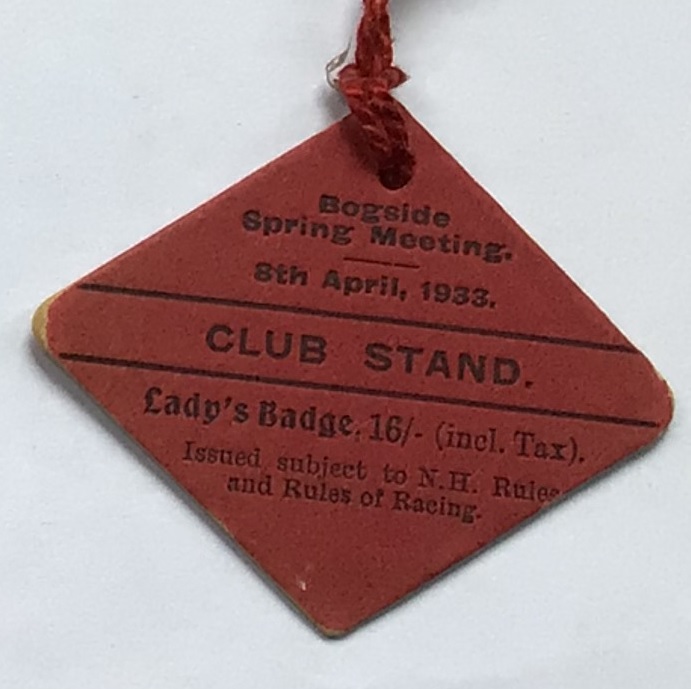 Bogside
Spring Meeting.
8th April, 1933.
CLUB STAND.
Lady's Badge, 16/- (incl. Tax).
Issued subject to N.H. Rules
and Rules of Racing.